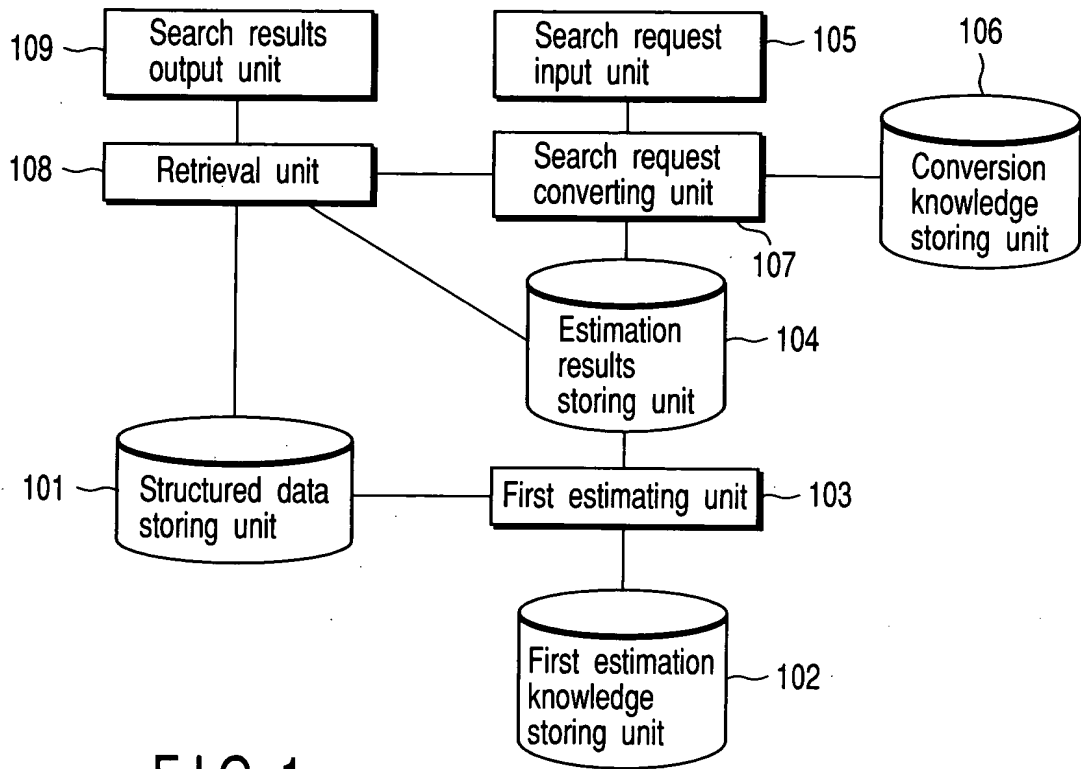 109
Search results
output unit
Search request
input unit
105
106
108
Retrieval unit
Search request
converting unit
107
Conversion
knowledge
storing unit
Estimation
results
storing unit
104
101
Structured data
storing unit
First estimating unit
103
First estimation
knowledge
storing unit
102
FIG. 1